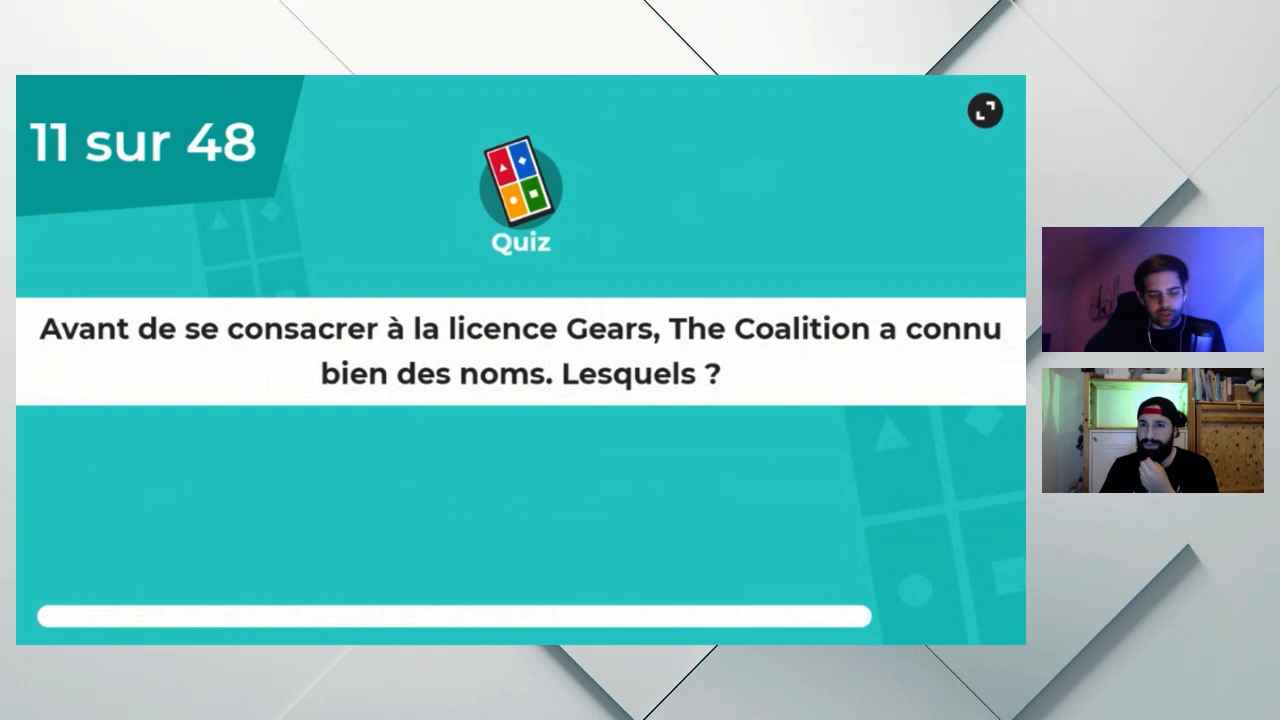 11 sur 48
Quiz
Avant de se consacrer à la licence Gears, The Coalition a connu
bien des noms. Lesquels ?